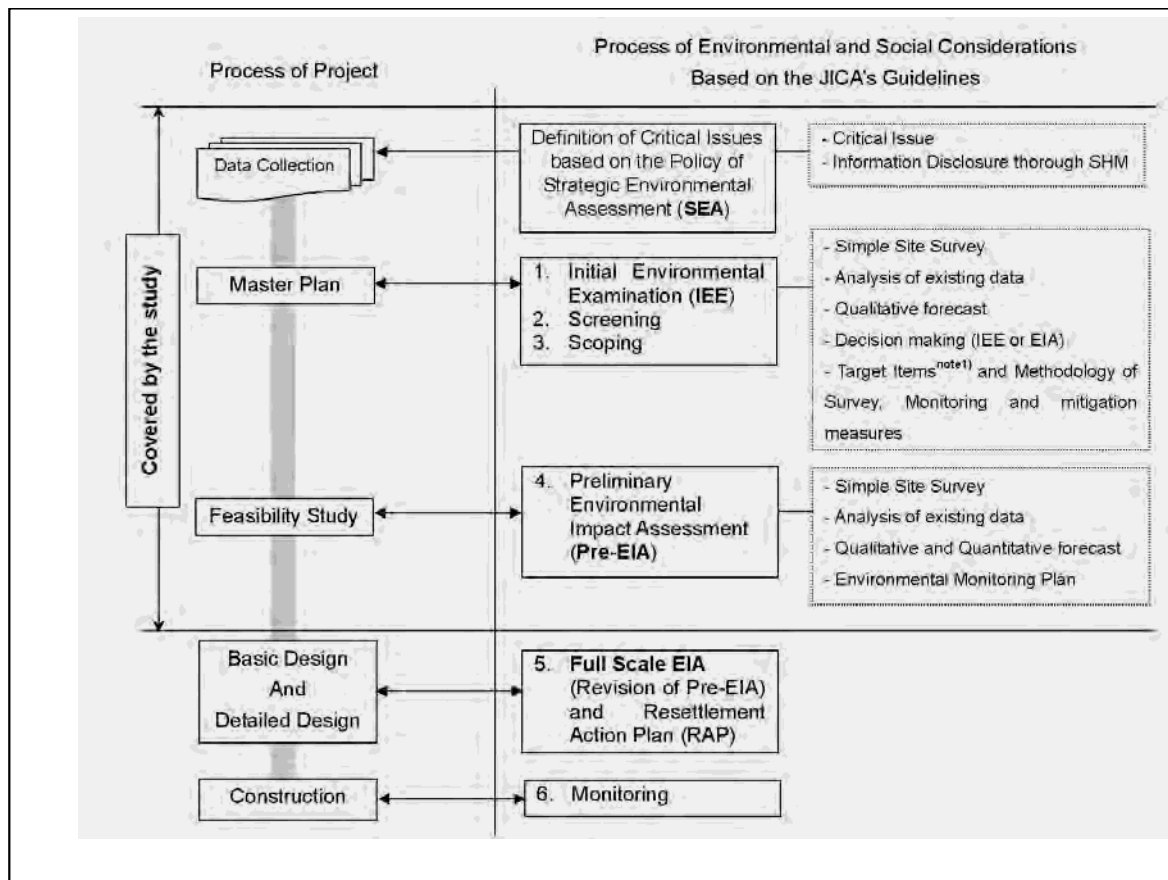 Process of Project
Process of Environmental and Social Considerations
Based on the JICA's Guidelines
Covered by the study
Data Collection
Definition of Critical Issues
based on the Policy of
Strategic Environmental
Assessment (SEA)
- Critical Issue
- Information Disclosure thorough SHM
Master Plan
1. Initial Environmental
Examination (IEE)
2. Screening
3. Scoping
- Simple Site Survey
- Analysis of existing data
- Qualitative forecast
- Decision making (IEE or EIA)
- Target Items note1) and Methodology of
Survey, Monitoring and mitigation
measures
Feasibility Study
4. Preliminary
Environmental
Impact Assessment
(Pre-EIA)
- Simple Site Survey
- Analysis of existing data
- Qualitative and Quantitative forecast
- Environmental Monitoring Plan
Basic Design
And
Detailed Design
5. Full Scale EIA
(Revision of Pre-EIA)
and Resettlement
Action Plan (RAP)
Construction
6. Monitoring